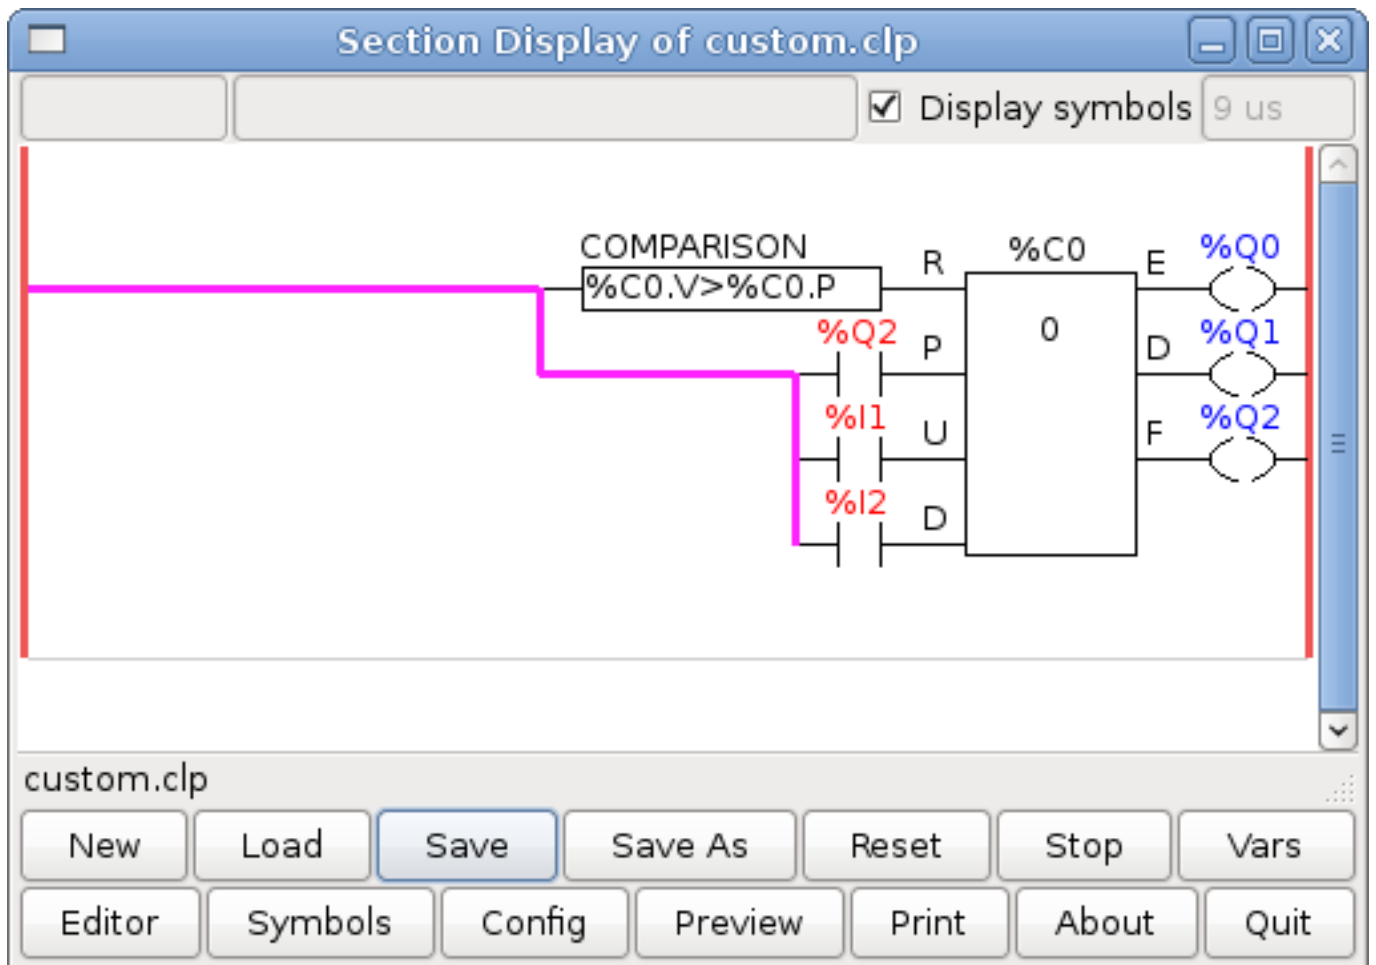 Section Display of custom.clp
Display symbols 9 us
COMPARISON R %C0 E %Q0
%C0.V>%C0.P
%Q2 P 0 D %Q1
%I1 U F %Q2
%I2 D
custom.clp
New Load Save Save As Reset Stop Vars
Editor Symbols Config Preview Print About Quit